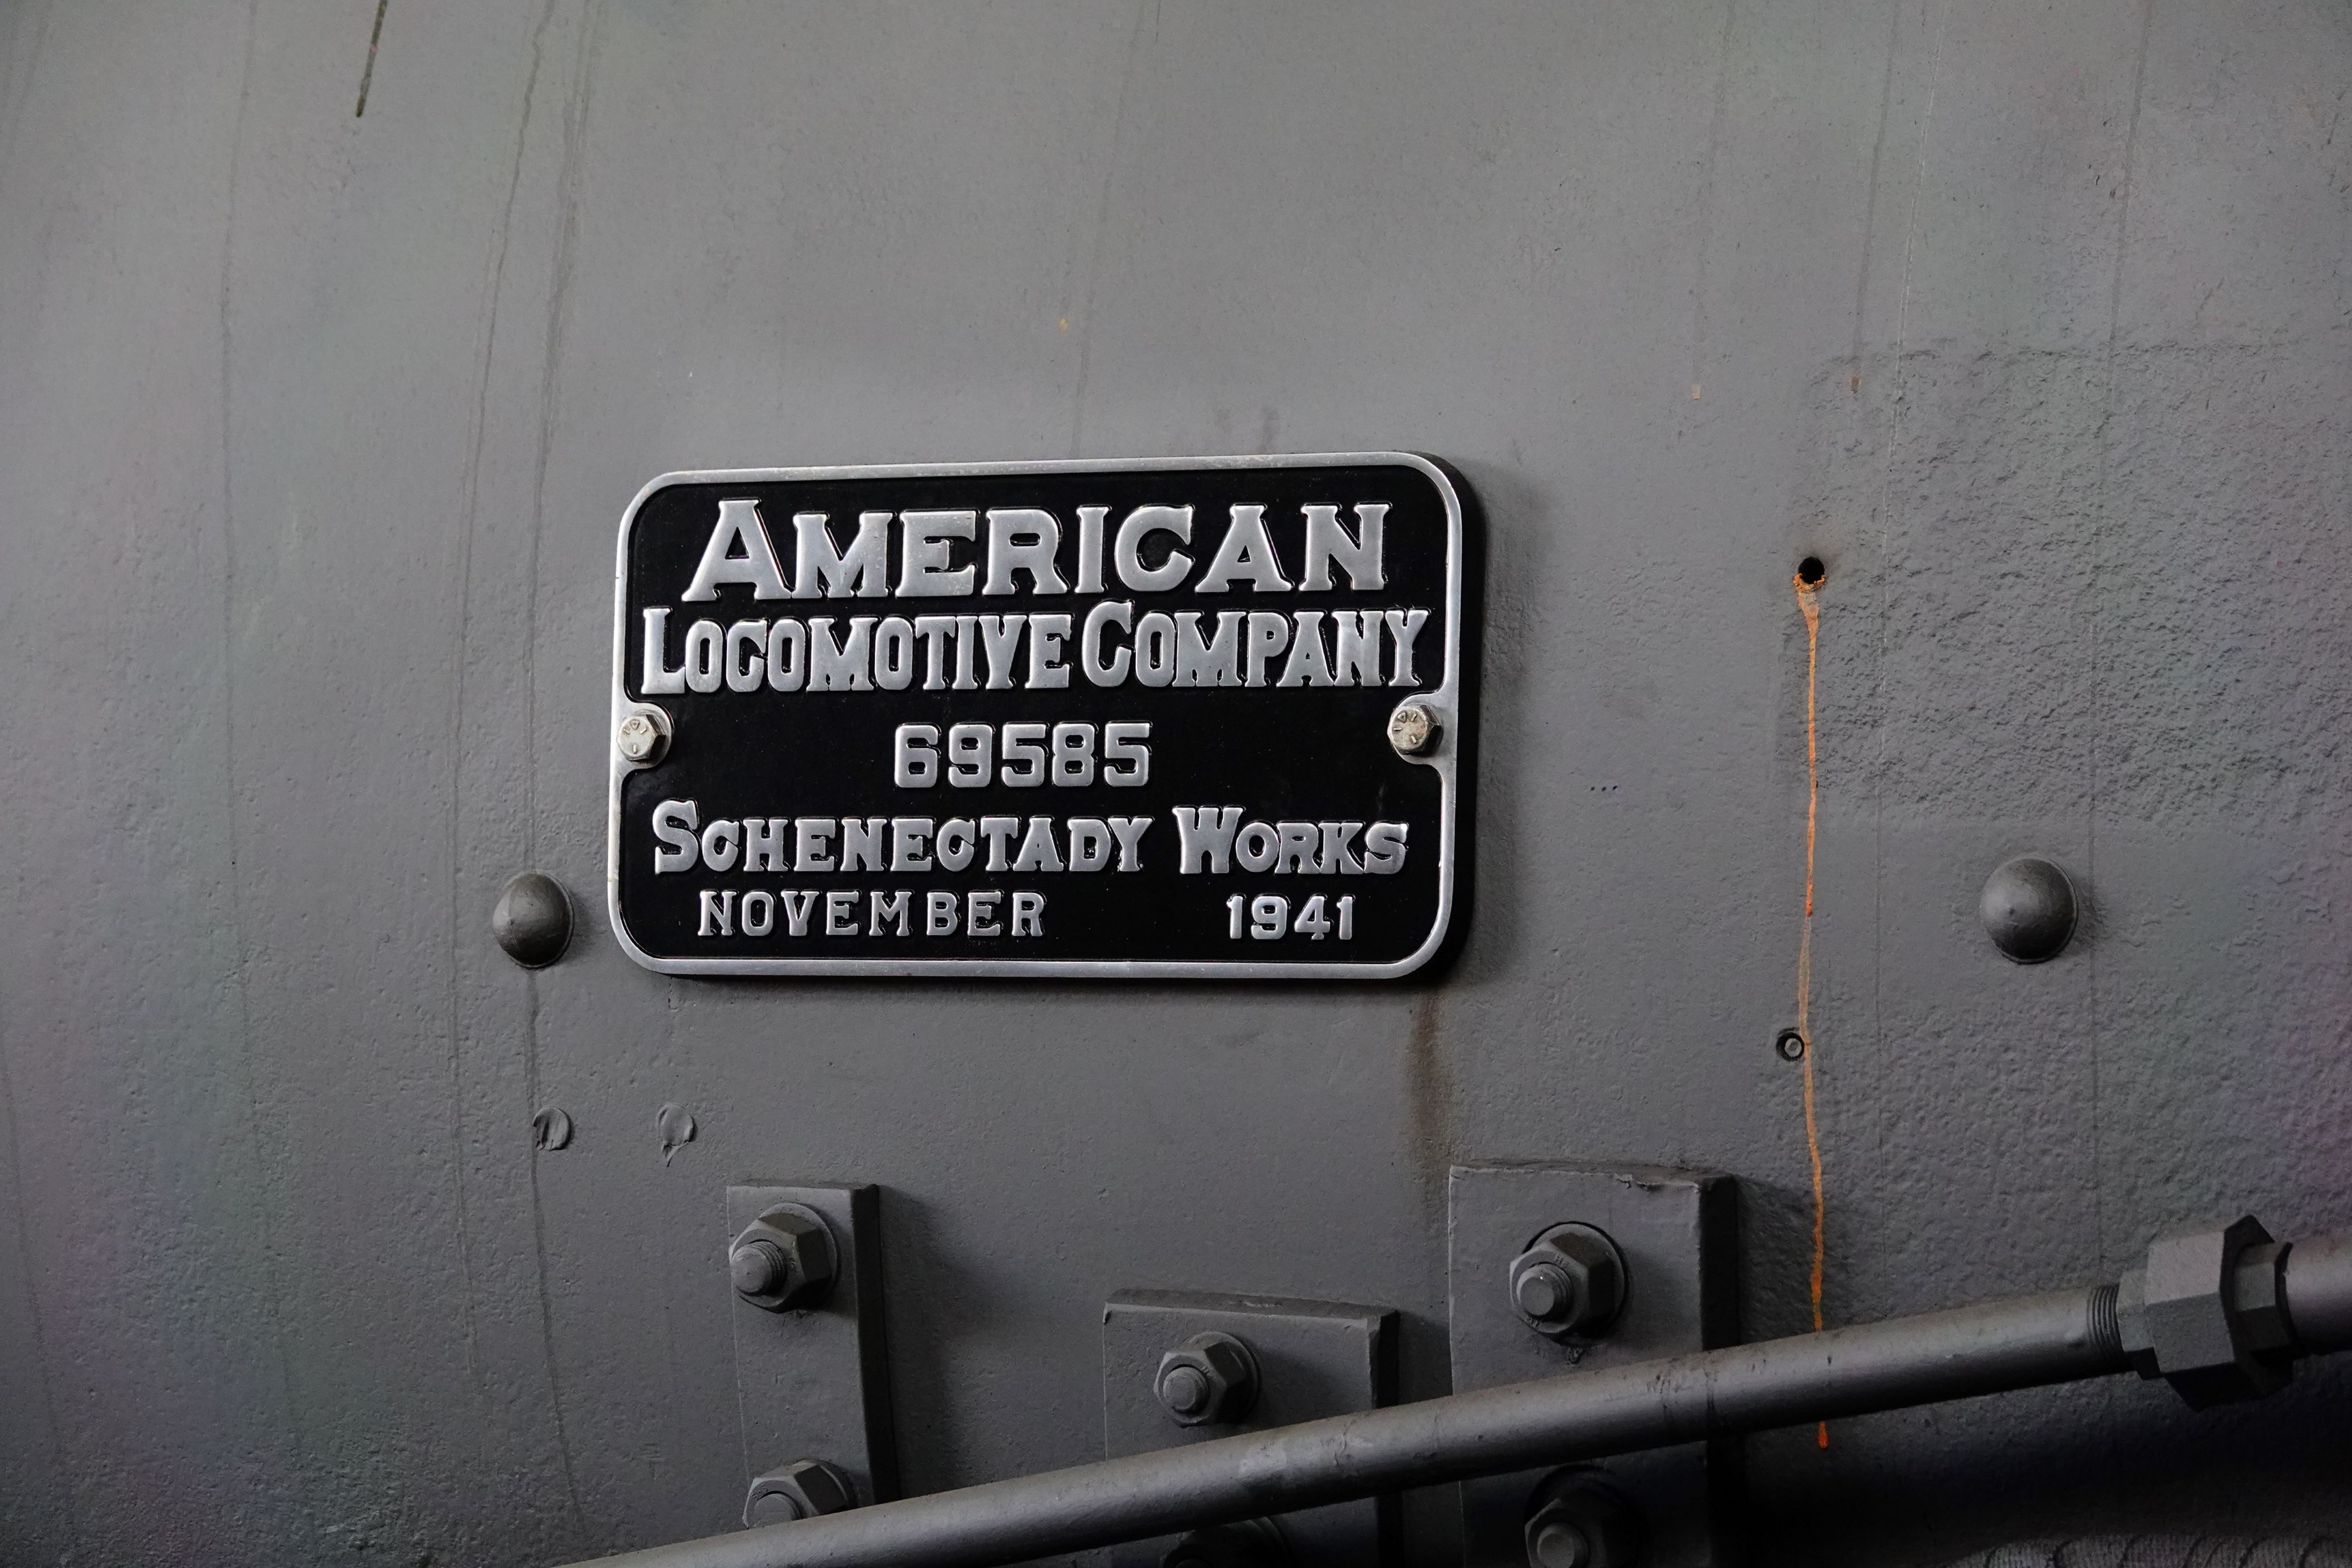 AMERICAN
LOCOMOTIVE COMPANY
69585
SCHENECTADY WORKS
NOVEMBER 1941